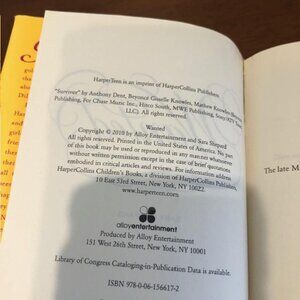 HarperTeen is an imprint of HarperCollins Publishers.
"Survivor" by Anthony Dent, Beyonce Giselle Knowles, Mathew Knowles
Publishing, For Chase Music Inc., Hitco South, MWE Publishing, Sony/ATV
Wanted
Copyright © 2010 by Alloy Entertainment and Sara Shepard
All rights reserved. Printed in the United States of America. No part
of this book may be used or reproduced in any manner whatsoever
without written permission except in the case of brief quotations
embodied in critical articles and reviews. For information address
HarperCollins Children's Books, a division of HarperCollins Publishers,
10 East 53rd Street, New York, NY 10022.
www.harperteen.com
alloyentertainment
Produced by Alloy Entertainment
151 West 26th Street, New York, NY 10001
Library of Congress Cataloging-in-Publication Data is available.
ISBN 978-0-06-156617-2
The late. M